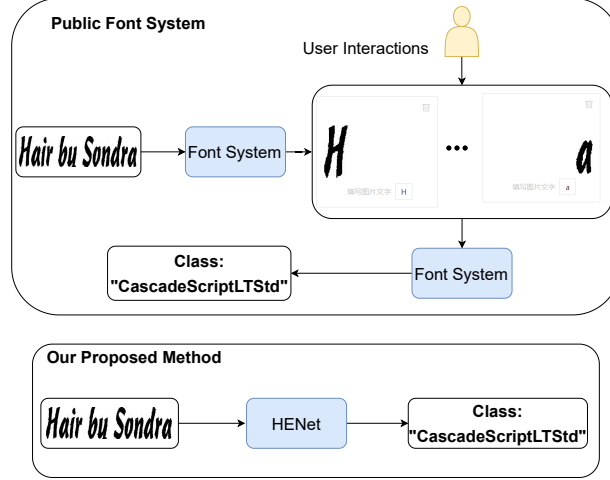 Public Font System
User Interactions
Hair bu Sondra
Font System
H
•••
a
填写图片文字 H
填写图片文字 a
Font System
Class:
"CascadeScriptLTStd"
Our Proposed Method
Hair bu Sondra
HENet
Class:
"CascadeScriptLTStd"